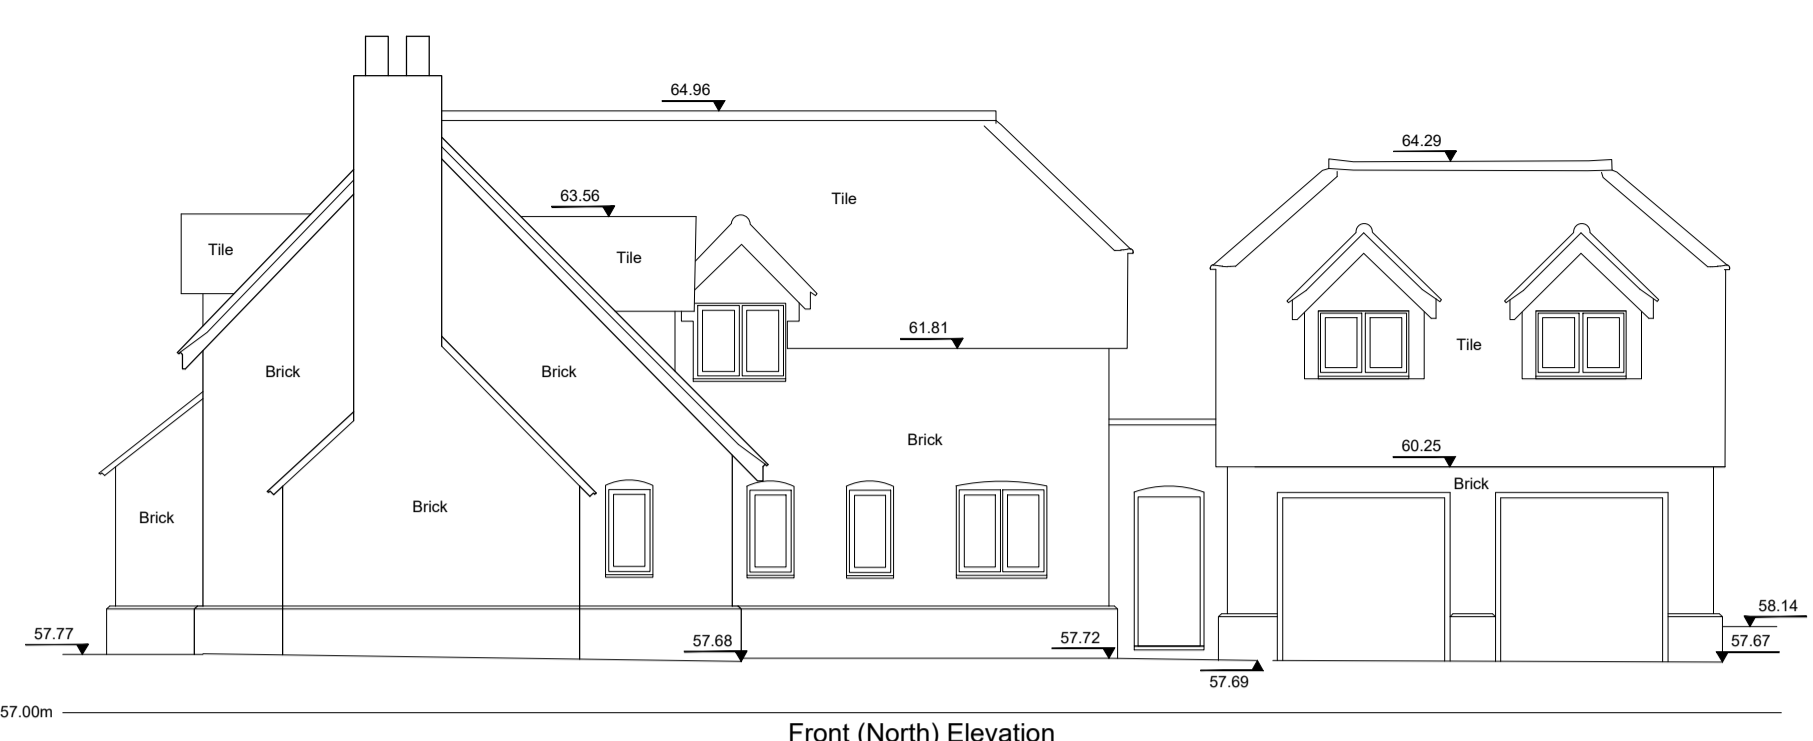 64.96
64.29
63.56
Tile
Tile
Tile
61.81
Tile
Brick
Brick
Brick
60.25
Brick
Brick
Brick
58.14
57.77
57.68
57.72
57.67
57.69
57.00m
Front (North) Elevation